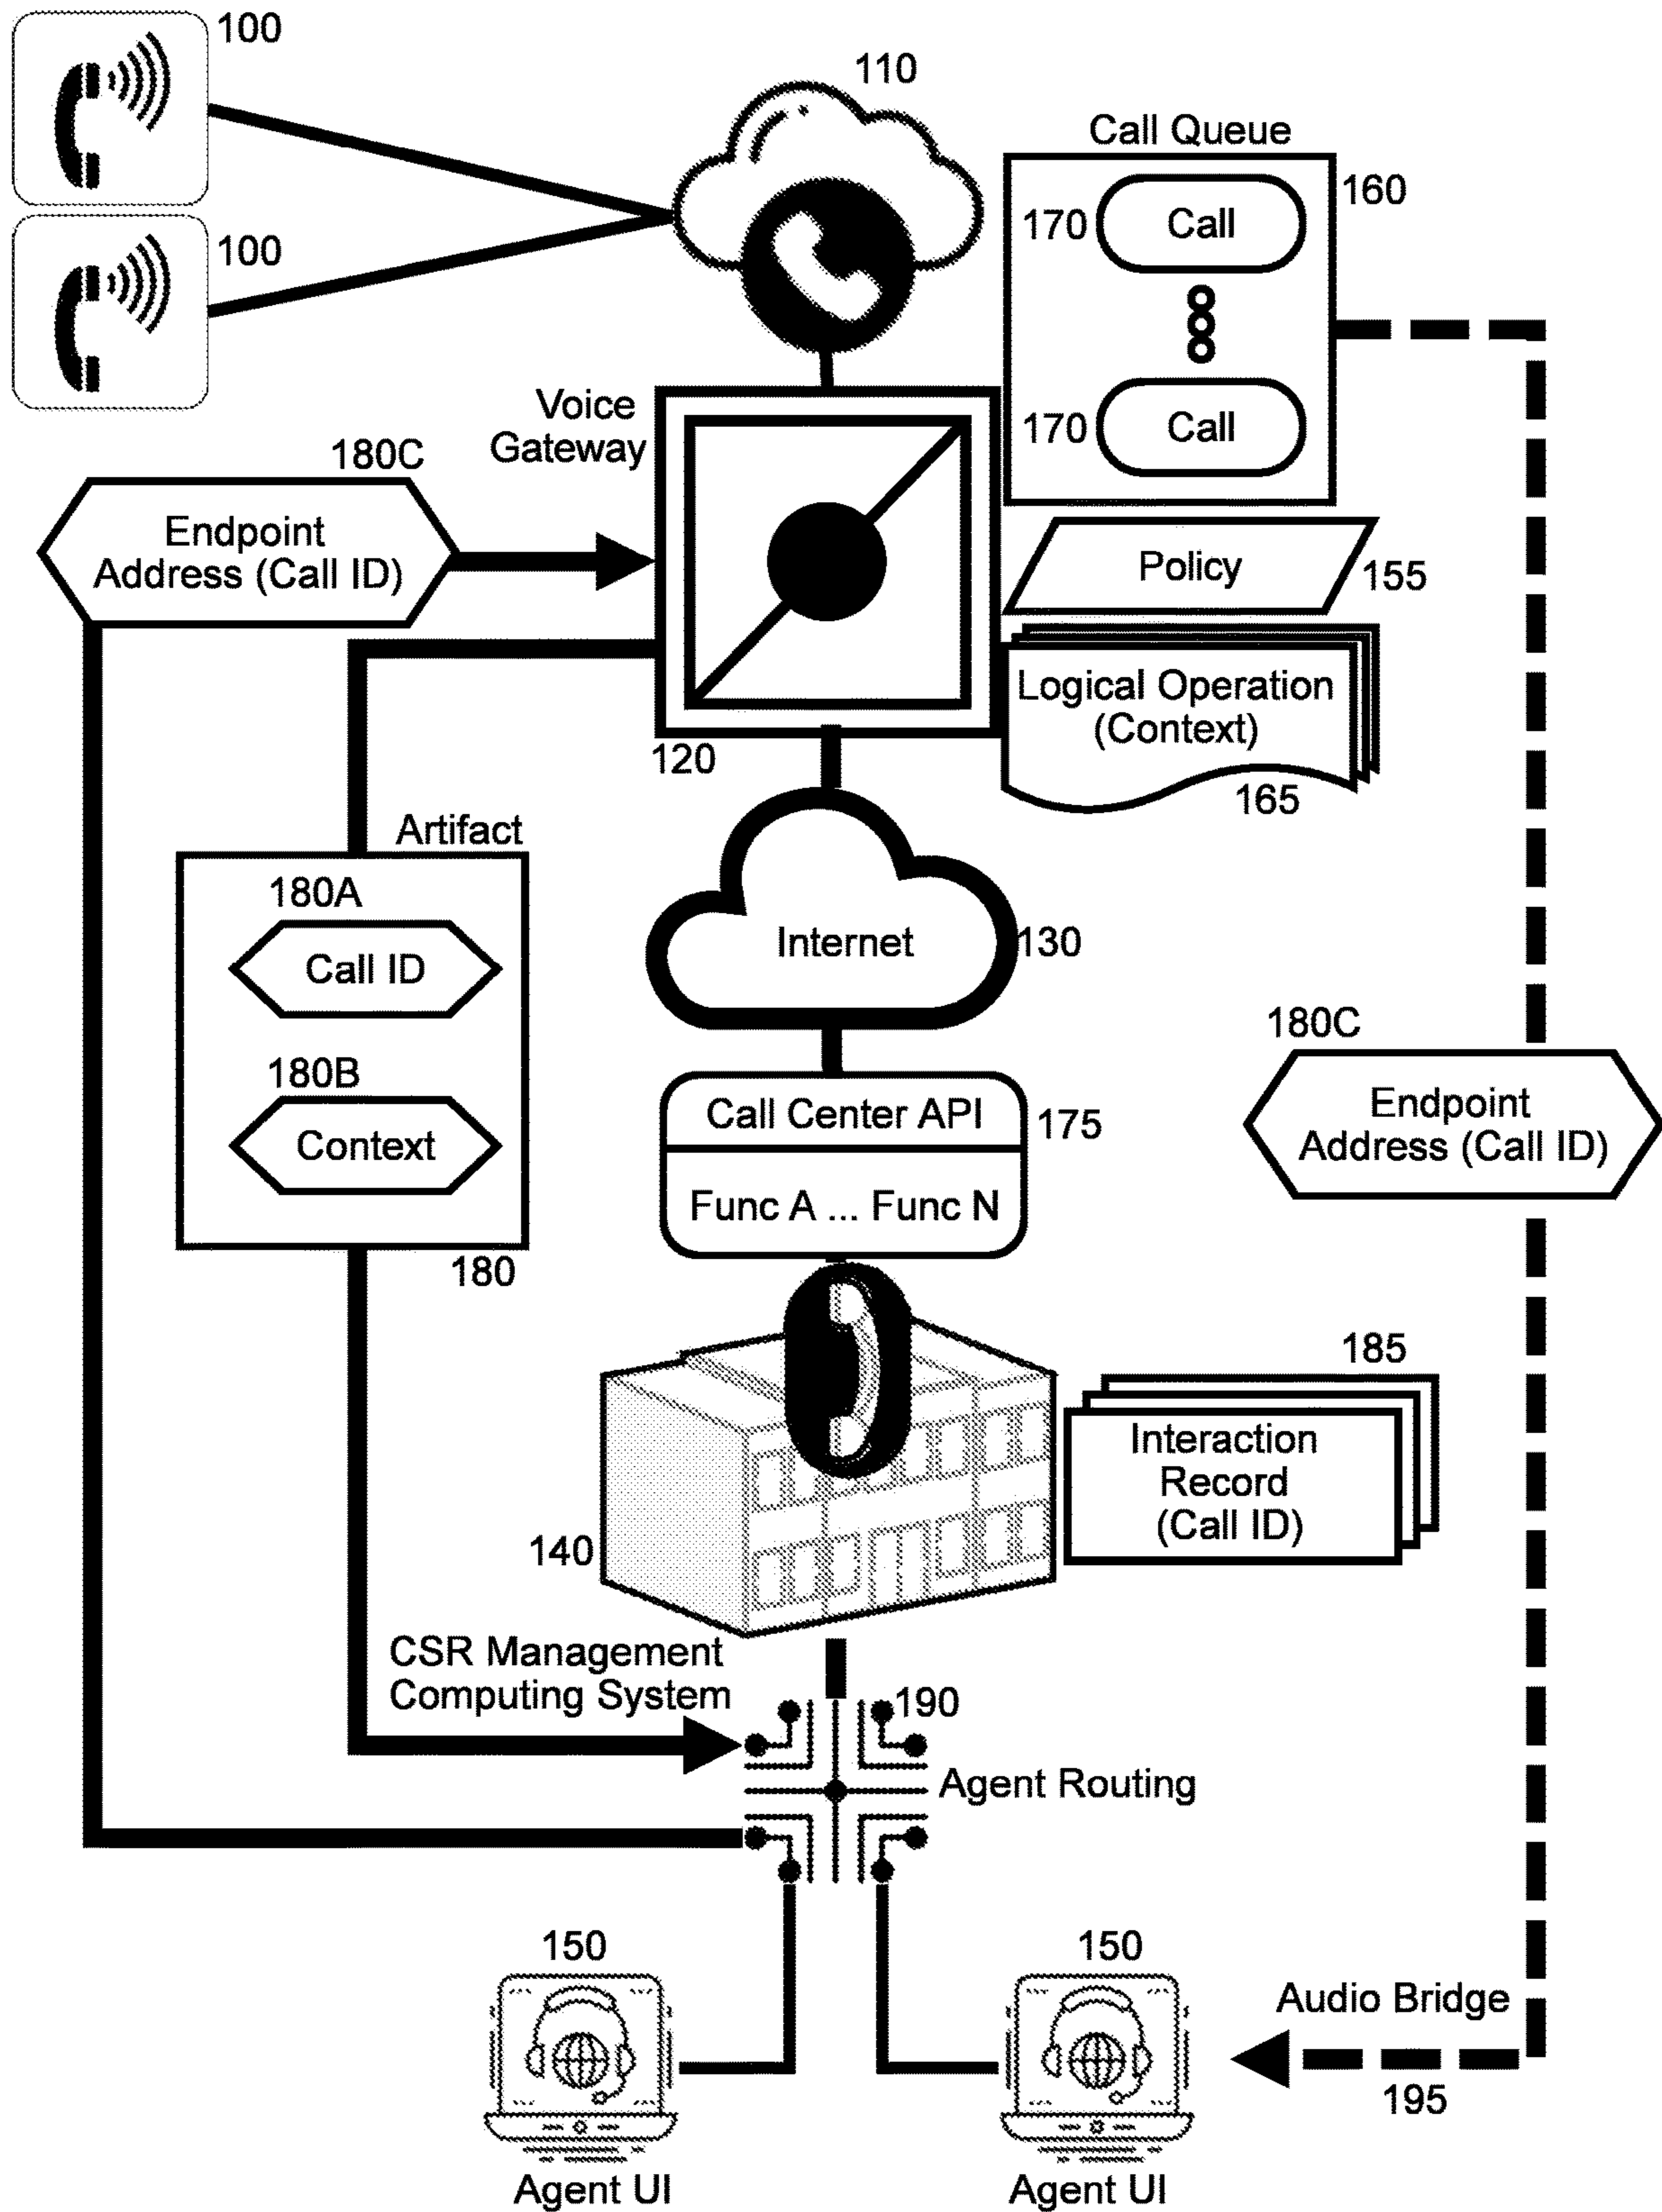 100
110
Call Queue
160
170
Call
100
170
Call
Voice
Gateway
180C
Endpoint
Address (Call ID)
Policy
155
Logical Operation
(Context)
165
120
Artifact
180A
Call ID
Internet
130
180B
Context
180
Call Center API
175
Func A ... Func N
180C
Endpoint
Address (Call ID)
185
Interaction
Record
(Call ID)
140
CSR Management
Computing System
190
Agent Routing
150
150
Audio Bridge
195
Agent UI
Agent UI